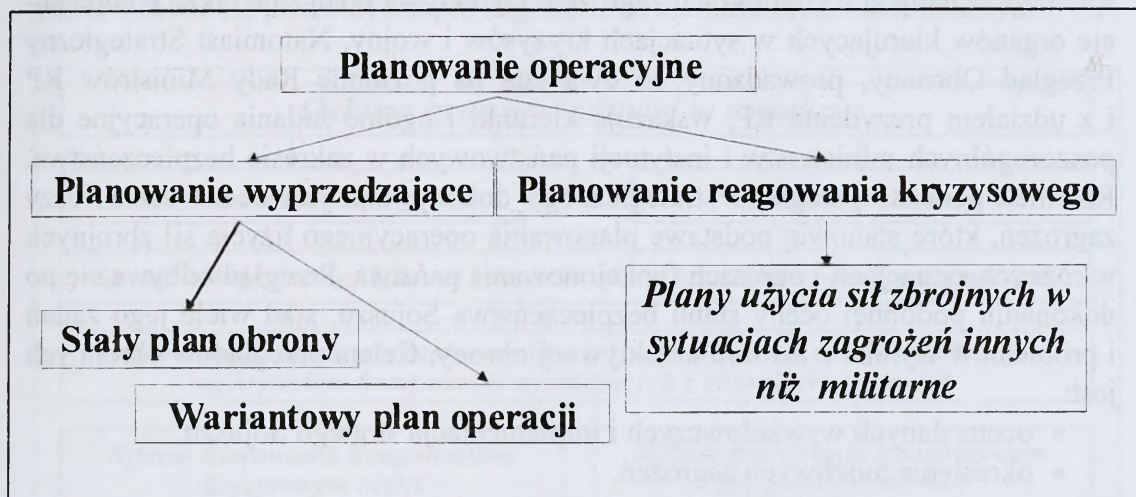 Planowanie operacyjne
Planowanie wyprzedzające
Planowanie reagowania kryzysowego
Stały plan obrony
Wariantowy plan operacji
Plany użycia sił zbrojnych w
sytuacjach zagrożeń innych
niż militarne